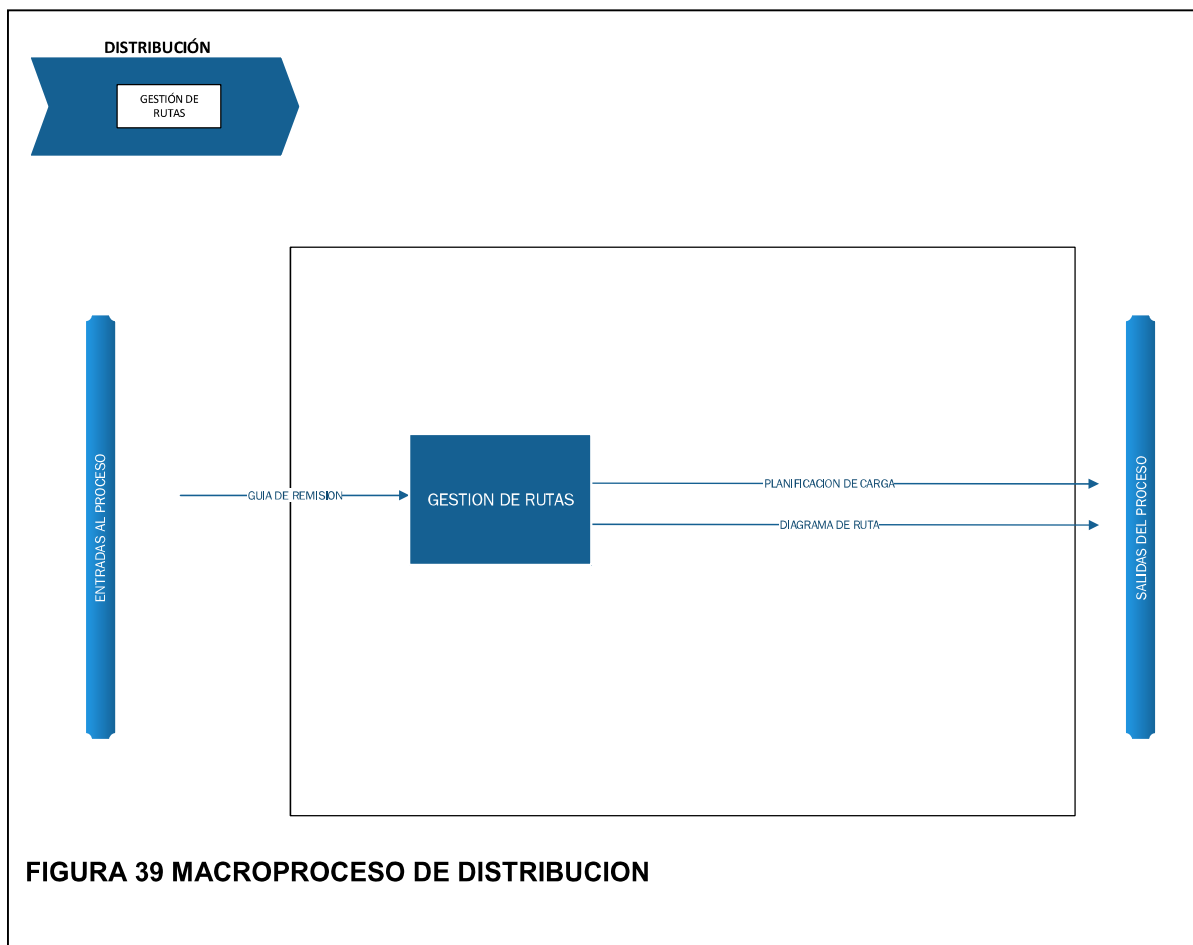 DISTRIBUCIÓN
GESTIÓN DE
RUTAS
ENTRADAS AL PROCESO
GUIA DE REMISION
GESTION DE RUTAS
PLANIFICACION DE CARGA
DIAGRAMA DE RUTA
SALIDAS DEL PROCESO
FIGURA 39 MACROPROCESO DE DISTRIBUCION